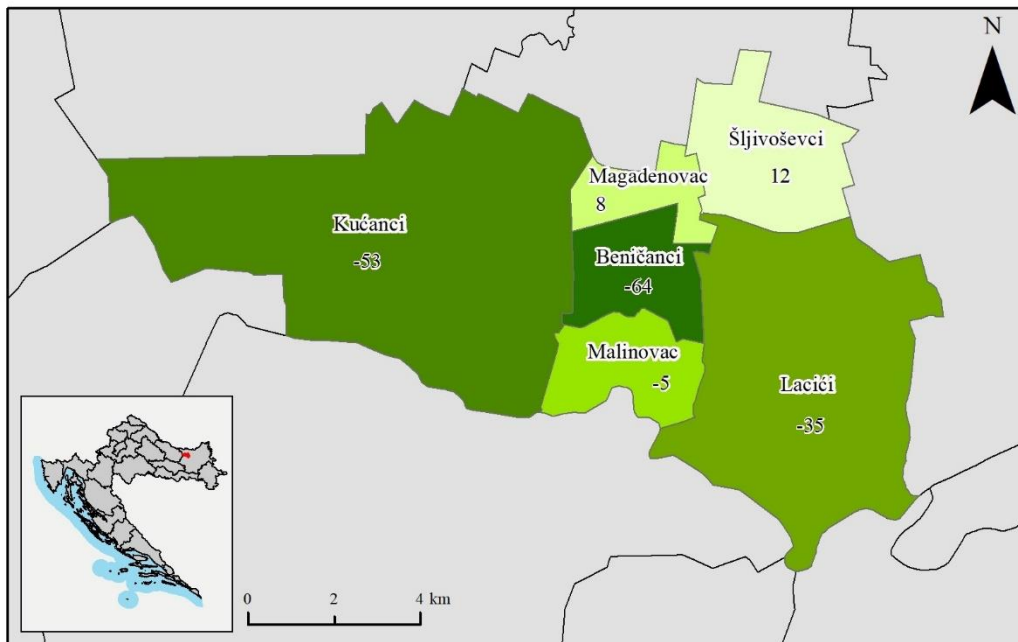 N
Šljivoševci
12
Magadenovac
8
Kućanci
-53
Beničanci
-64
Malinovac
-5
Lacići
-35
0 2 4 km